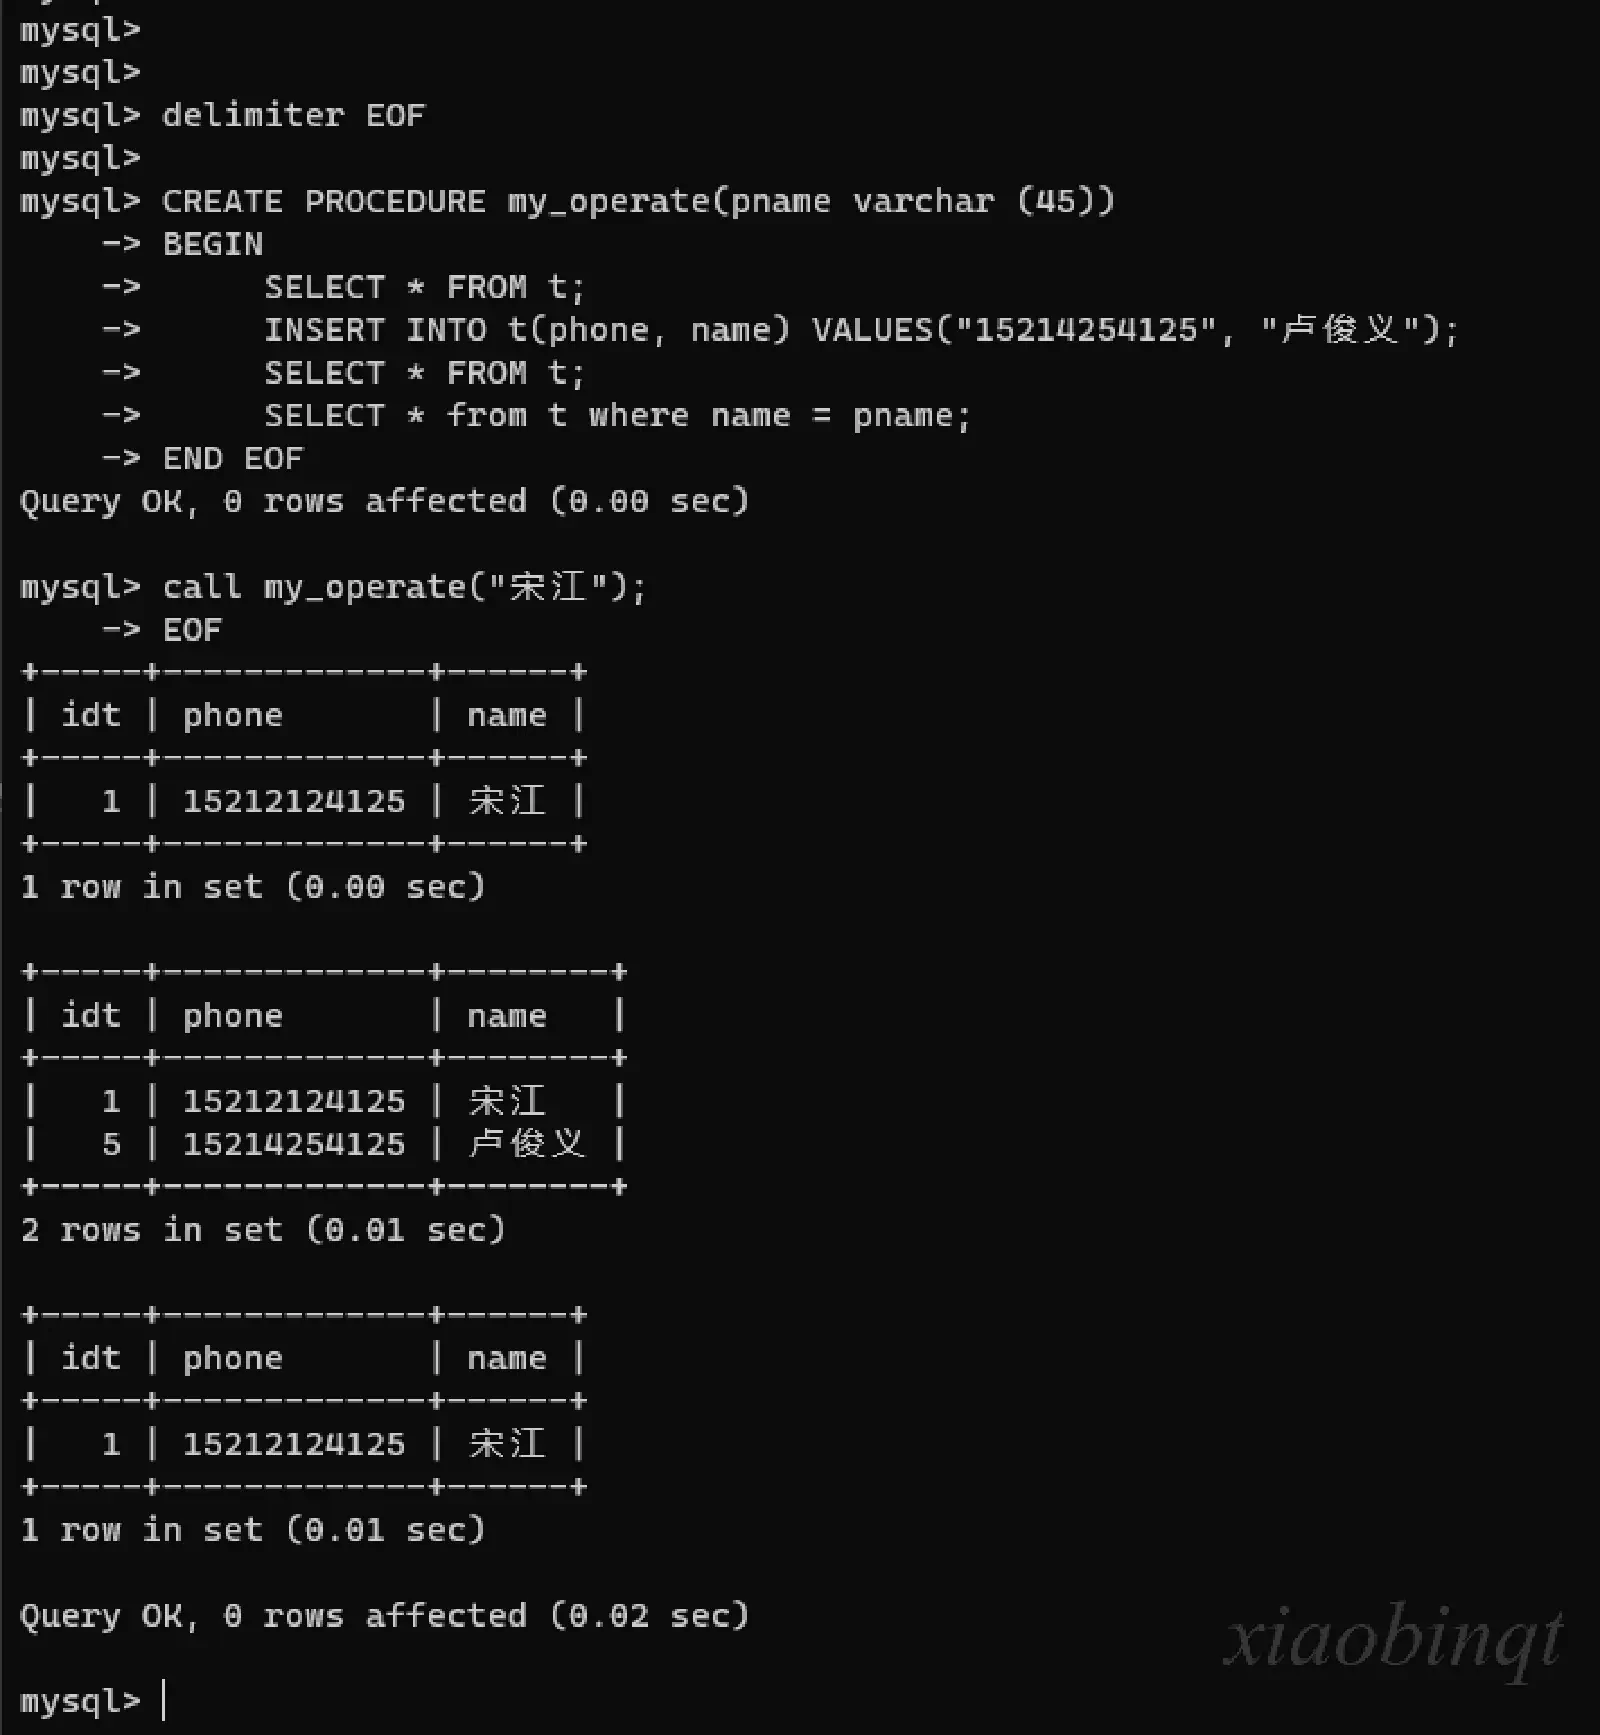 mysql>
mysql>
mysql> delimiter EOF
mysql>
mysql> CREATE PROCEDURE my_operate(pname varchar (45))
    -> BEGIN
    ->      SELECT * FROM t;
    ->      INSERT INTO t(phone, name) VALUES("15214254125", "卢俊义");
    ->      SELECT * FROM t;
    ->      SELECT * from t where name = pname;
    -> END EOF
Query OK, 0 rows affected (0.00 sec)

mysql> call my_operate("宋江");
    -> EOF
+-----+-------------+------+
| idt | phone       | name |
+-----+-------------+------+
|   1 | 15212124125 | 宋江 |
+-----+-------------+------+
1 row in set (0.00 sec)

+-----+-------------+--------+
| idt | phone       | name   |
+-----+-------------+--------+
|   1 | 15212124125 | 宋江   |
|   5 | 15214254125 | 卢俊义 |
+-----+-------------+--------+
2 rows in set (0.01 sec)

+-----+-------------+------+
| idt | phone       | name |
+-----+-------------+------+
|   1 | 15212124125 | 宋江 |
+-----+-------------+------+
1 row in set (0.01 sec)

Query OK, 0 rows affected (0.02 sec)
xiaobinqt
mysql>